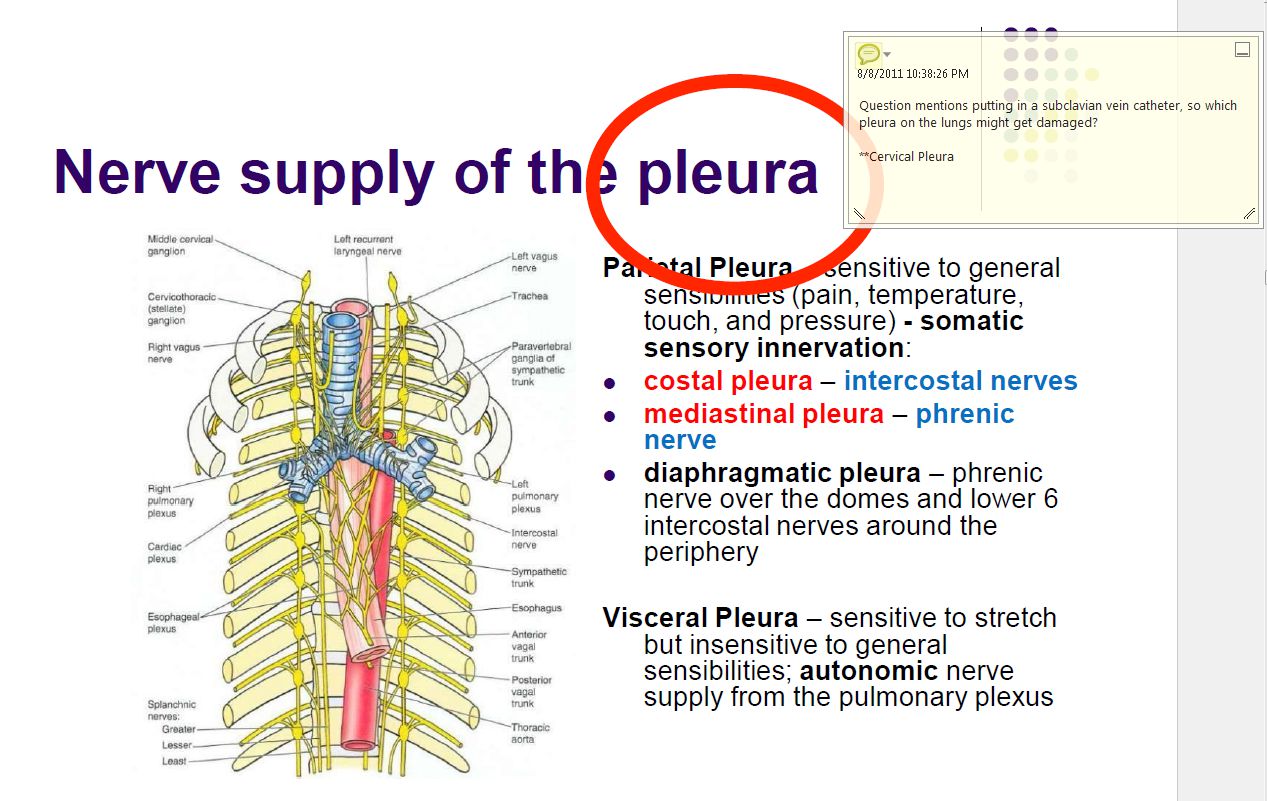 8/8/2011 10:38:26 PM
Question mentions putting in a subclavian vein catheter, so which
pleura on the lungs might get damaged?
**Cervical Pleura
Nerve supply of the pleura
Middle cervical
ganglion
Left recurrent
laryngeal nerve
Left vagus
nerve
Cervicothoracic
(stellate)
ganglion
Trachea
Right vagus
nerve
Paravertebral
ganglia of
sympathetic
trunk
Right
pulmonary
plexus
Left
pulmonary
plexus
Cardiac
plexus
Intercostal
nerve
Sympathetic
trunk
Esophageal
plexus
Esophagus
Anterior
vagal
trunk
Posterior
vagal
trunk
Splanchnic
nerves:
Greater
Lesser
Least
Thoracic
aorta
Parietal Pleura – sensitive to general
sensibilities (pain, temperature,
touch, and pressure) - somatic
sensory innervation:
● costal pleura – intercostal nerves
● mediastinal pleura – phrenic
nerve
● diaphragmatic pleura – phrenic
nerve over the domes and lower 6
intercostal nerves around the
periphery
Visceral Pleura – sensitive to stretch
but insensitive to general
sensibilities; autonomic nerve
supply from the pulmonary plexus